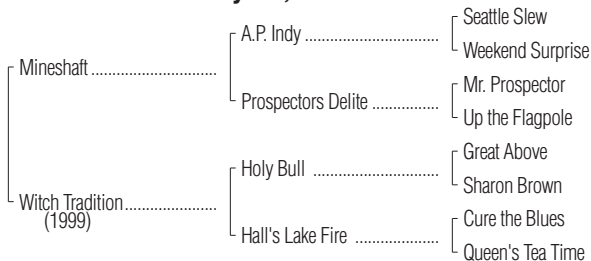 Seattle Slew
A.P. Indy ............................
Weekend Surprise
Mineshaft ..........................
Mr. Prospector
Prospectors Delite ..............
Up the Flagpole
Great Above
Holy Bull ..........................
Sharon Brown
Witch Tradition...................
(1999)
Cure the Blues
Hall's Lake Fire .................
Queen's Tea Time